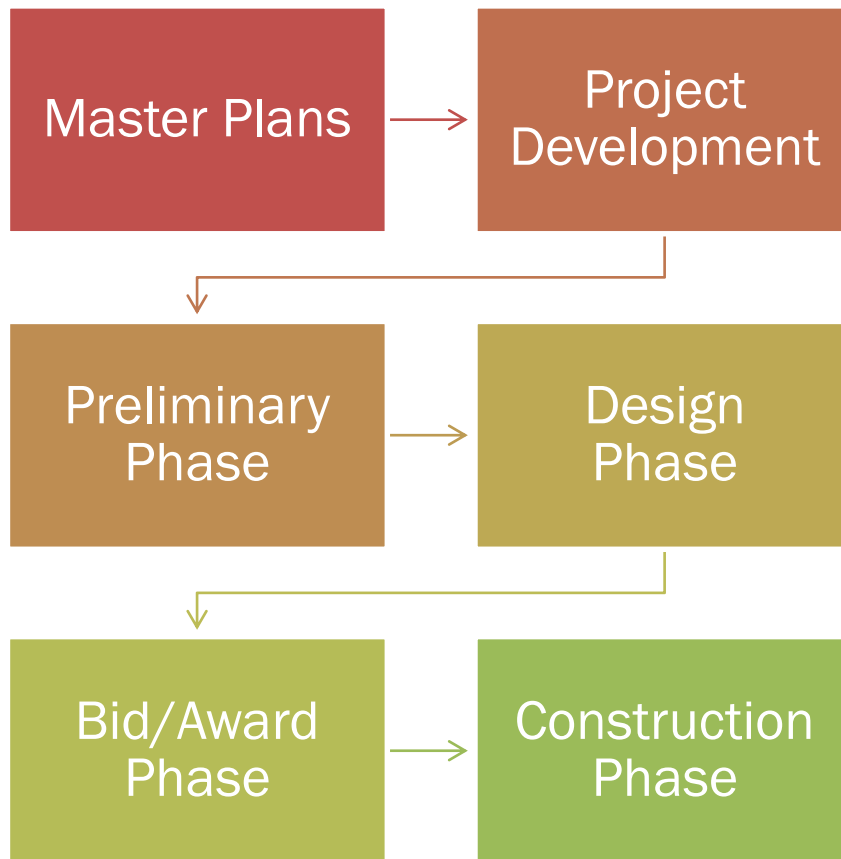 Master Plans
Project
Development
Preliminary
Phase
Design
Phase
Bid/Award
Phase
Construction
Phase